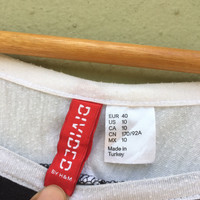 DIVIDED
BY H&M
EUR 40
US 10
CA 10
CN 170/92A
MX 10
Made in
Turkey